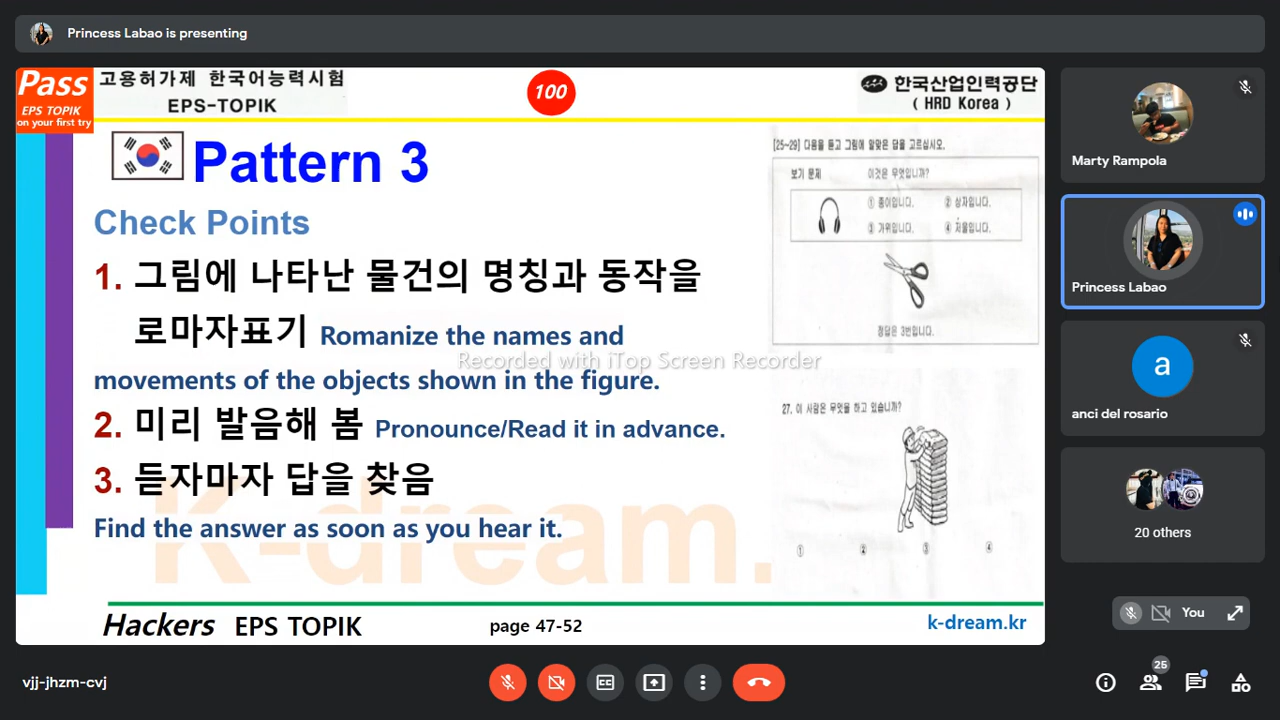 Princess Labao is presenting
Pass
EPS TOPIK
on your first try
고용허가제 한국어능력시험
EPS-TOPIK
100
한국산업인력공단
( HRD Korea )
Pattern 3
Check Points
1. 그림에 나타난 물건의 명칭과 동작을
로마자표기 Romanize the names and
movements of the objects shown in the figure.
2. 미리 발음해 봄 Pronounce/Read it in advance.
3. 듣자마자 답을 찾음
Find the answer as soon as you hear it.
[25~29] 다음을 듣고 그림에 알맞은 답을 고르십시오.
보기 문제 이것은 무엇입니까?
① 종이입니다. ② 상자입니다.
③ 가위입니다. ④ 저울입니다.
정답은 3번입니다.
27. 이 사람은 무엇을 하고 있습니까?
① ② ③ ④
Recorded with iTop Screen Recorder
K-dream.
Hackers EPS TOPIK
page 47-52
k-dream.kr
Marty Rampola
Princess Labao
a
anci del rosario
20 others
You
vjj-jhzm-cvj
CC
25